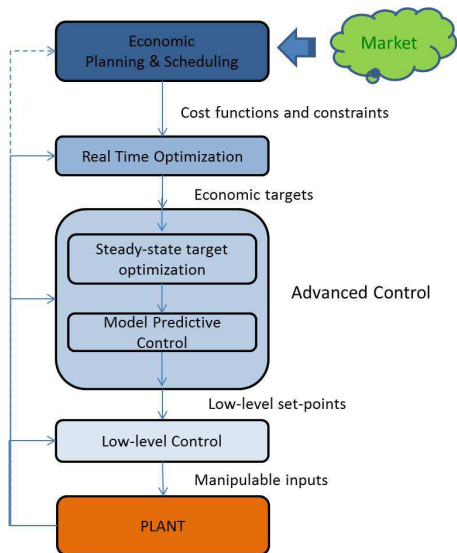 Economic
Planning & Scheduling
Market
Cost functions and constraints
Real Time Optimization
Economic targets
Steady-state target
optimization
Advanced Control
Model Predictive
Control
Low-level set-points
Low-level Control
Manipulable inputs
PLANT